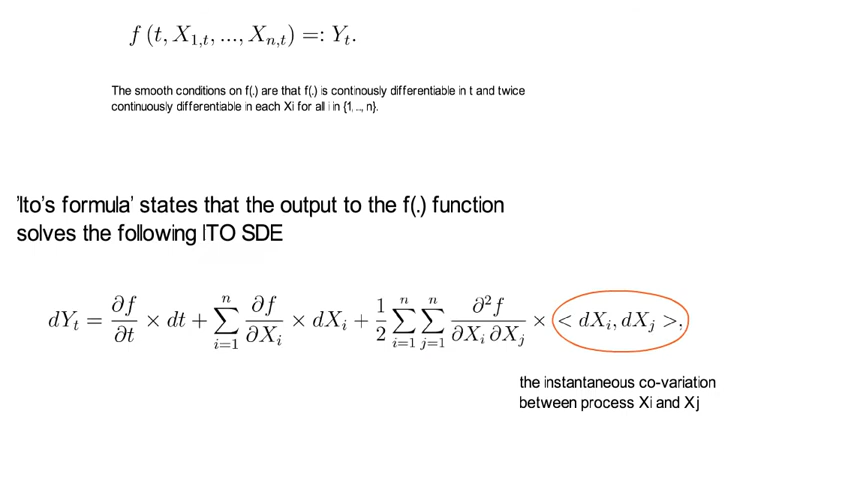 f (t, X_{1,t}, ..., X_{n,t}) =: Y_t.
The smooth conditions on f(.) are that f(.) is continously differentiable in t and twice
continuously differentiable in each Xi for all i in {1, .., n}.
'Ito's formula' states that the output to the f(.) function
solves the following ITO SDE
dY_t = ∂f/∂t × dt + ∑_{i=1}^{n} ∂f/∂X_i × dX_i + 1/2 ∑_{i=1}^{n} ∑_{j=1}^{n} ∂²f/∂X_i ∂X_j × < dX_i, dX_j >,
the instantaneous co-variation
between process Xi and Xj